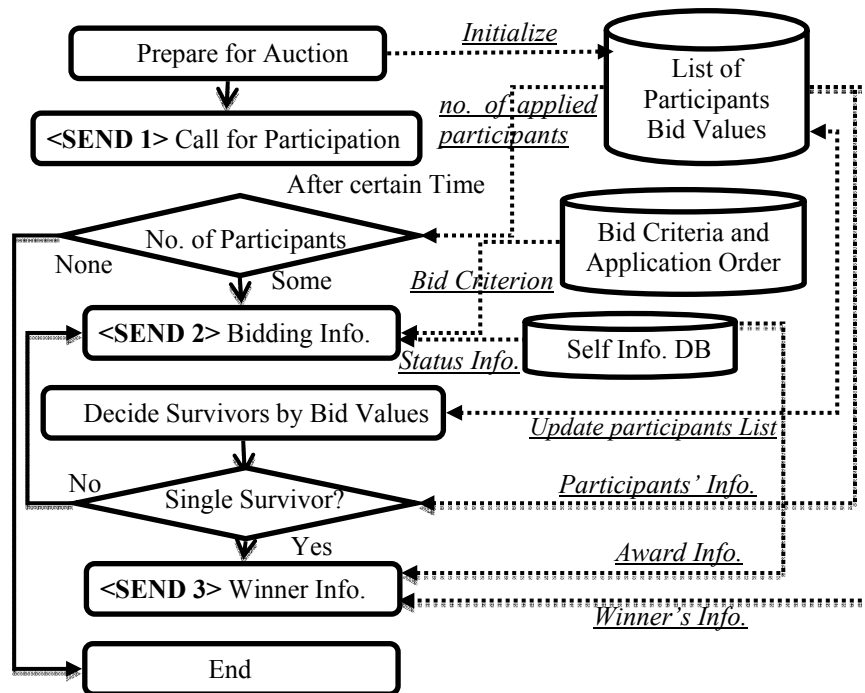 Prepare for Auction
Initialize
List of
Participants
Bid Values
no. of applied
participants
<SEND 1> Call for Participation
After certain Time
No. of Participants
None
Some
Bid Criteria and
Application Order
Bid Criterion
<SEND 2> Bidding Info.
Status Info.
Self Info. DB
Decide Survivors by Bid Values
Update participants List
No
Single Survivor?
Participants' Info.
Yes
Award Info.
<SEND 3> Winner Info.
Winner's Info.
End